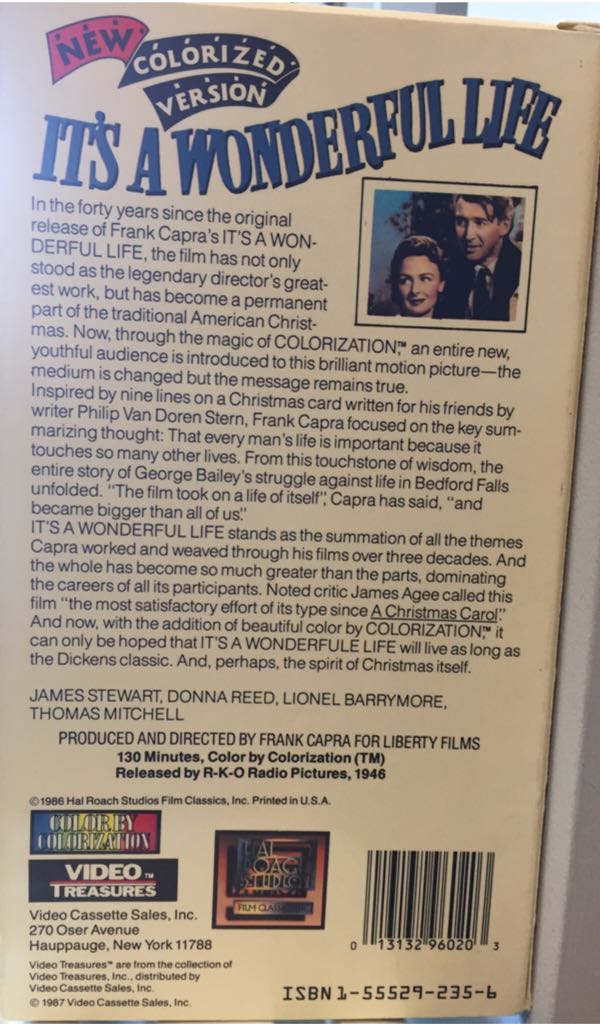 NEW
COLORIZED
VERSION
IT'S A WONDERFUL LIFE
In the forty years since the original
release of Frank Capra's IT'S A WON-
DERFUL LIFE, the film has not only
stood as the legendary director's great-
est work, but has become a permanent
part of the traditional American Christ-
mas. Now, through the magic of COLORIZATION,™ an entire new,
youthful audience is introduced to this brilliant motion picture—the
medium is changed but the message remains true.
Inspired by nine lines on a Christmas card written for his friends by
writer Philip Van Doren Stern, Frank Capra focused on the key sum-
marizing thought: That every man's life is important because it
touches so many other lives. From this touchstone of wisdom, the
entire story of George Bailey's struggle against life in Bedford Falls
unfolded. "The film took on a life of itself", Capra has said, "and
became bigger than all of us."
IT'S A WONDERFUL LIFE stands as the summation of all the themes
Capra worked and weaved through his films over three decades. And
the whole has become so much greater than the parts, dominating
the careers of all its participants. Noted critic James Agee called this
film "the most satisfactory effort of its type since A Christmas Carol."
And now, with the addition of beautiful color by COLORIZATION,™ it
can only be hoped that IT'S A WONDERFULE LIFE will live as long as
the Dickens classic. And, perhaps, the spirit of Christmas itself.
JAMES STEWART, DONNA REED, LIONEL BARRYMORE,
THOMAS MITCHELL
PRODUCED AND DIRECTED BY FRANK CAPRA FOR LIBERTY FILMS
130 Minutes, Color by Colorization (TM)
Released by R-K-O Radio Pictures, 1946
©1986 Hal Roach Studios Film Classics, Inc. Printed in U.S.A.
COLOR BY
COLORIZATION
VIDEO™
TREASURES
HAL
ROACH
STUDIOS
FILM CLASSICS
Video Cassette Sales, Inc.
270 Oser Avenue
Hauppauge, New York 11788
Video Treasures™ are from the collection of
Video Treasures, Inc., distributed by
Video Cassette Sales, Inc.
© 1987 Video Cassette Sales, Inc.
0 13132 96020 3
ISBN 1-55529-235-6